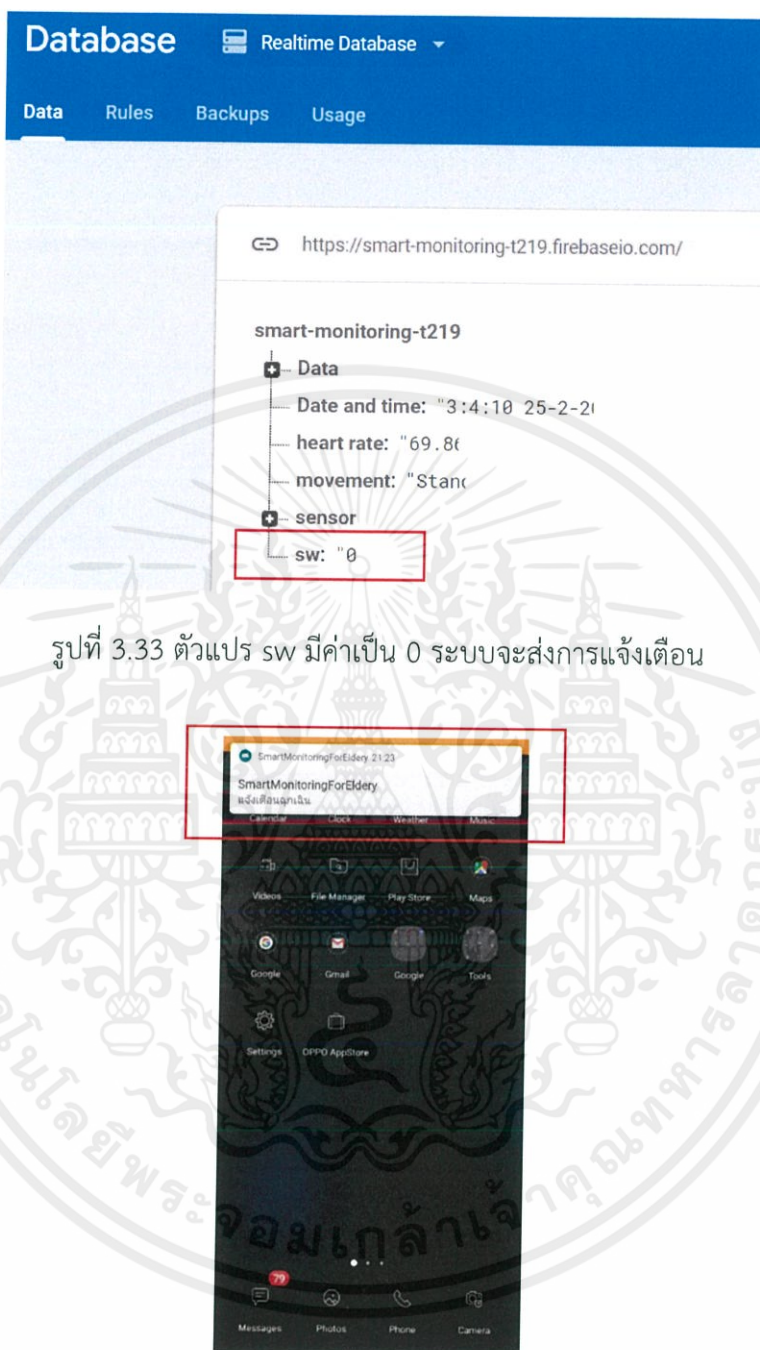 Database Realtime Database
Data Rules Backups Usage
https://smart-monitoring-t219.firebaseio.com/
smart-monitoring-t219
Data
Date and time: "3:4:10 25-2-20
heart rate: "69.86
movement: "Stand
sensor
sw: "0
รูปที่ 3.33 ตัวแปร sw มีค่าเป็น 0 ระบบจะส่งการแจ้งเตือน
SmartMonitoringForEldery 21:23
SmartMonitoringForEldery
แจ้งเตือนฉุกเฉิน
Calendar Clock Weather Music
Videos File Manager Play Store Maps
Google Gmail Google Tools
Settings OPPO AppStore
79
Messages Photos Phone Camera